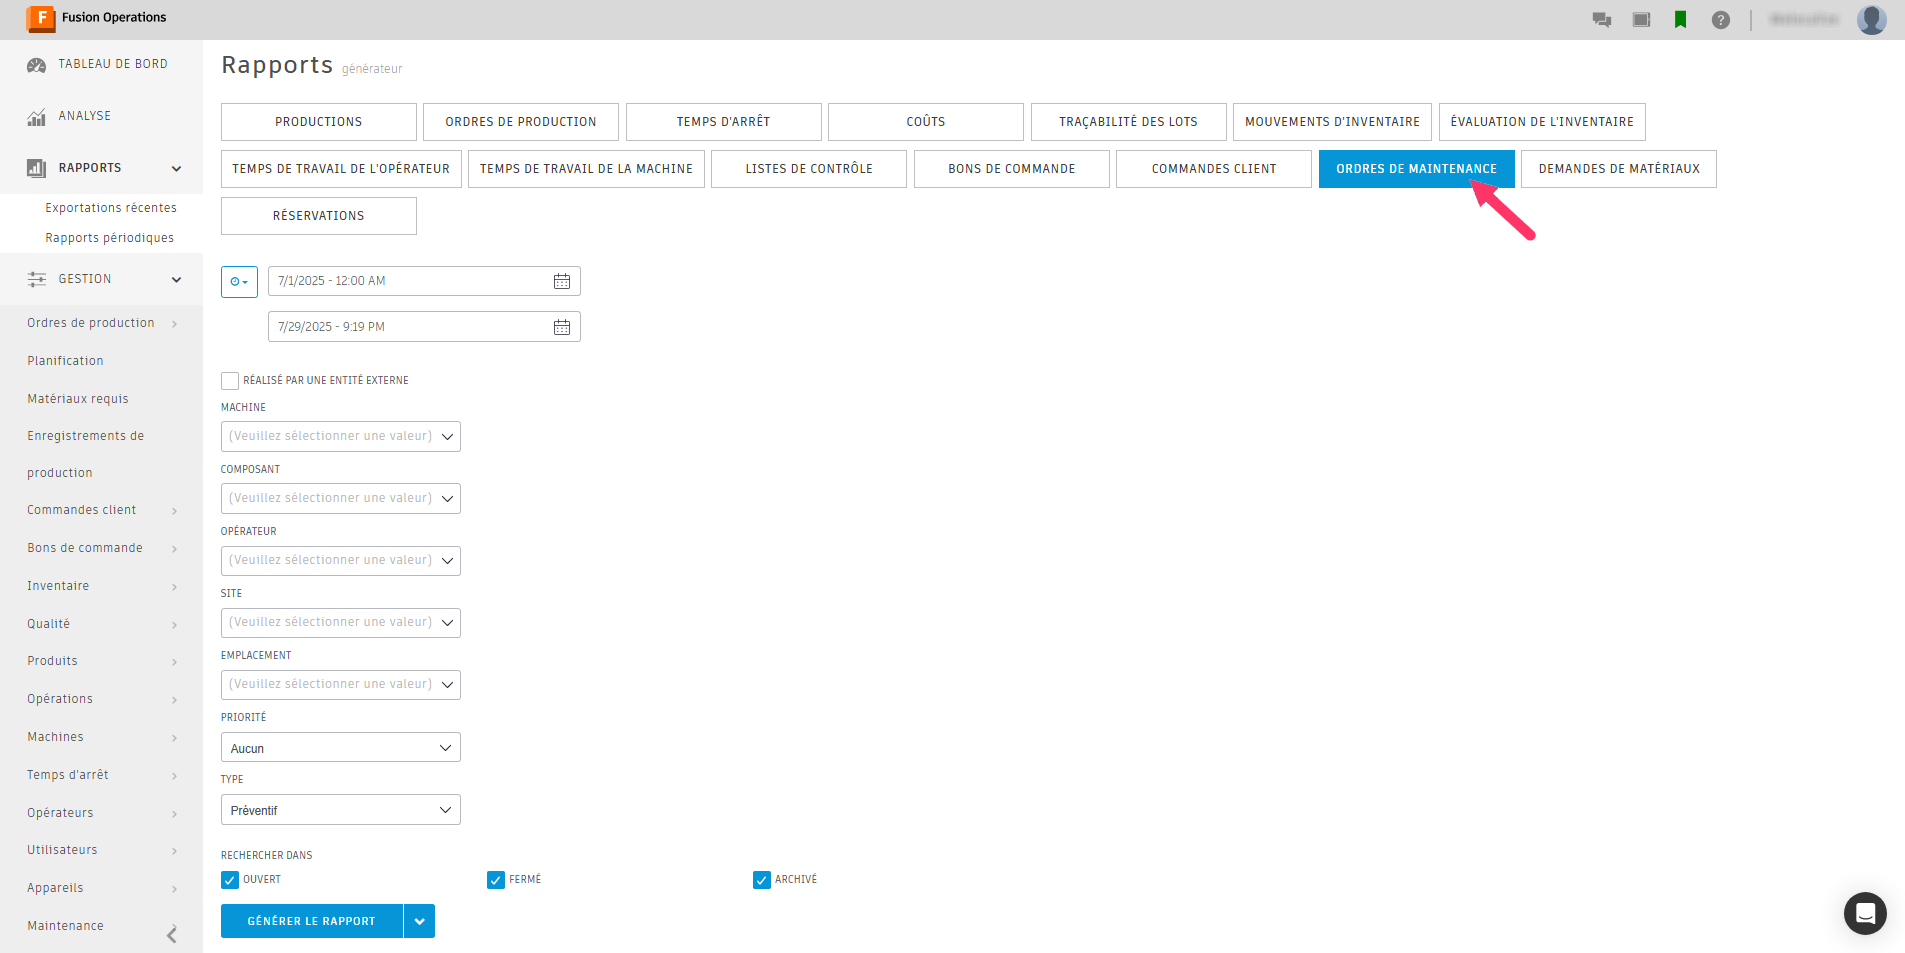 F Fusion Operations
?
TABLEAU DE BORD
ANALYSE
RAPPORTS
Exportations récentes
Rapports périodiques
GESTION
Ordres de production
Planification
Matériaux requis
Enregistrements de
production
Commandes client
Bons de commande
Inventaire
Qualité
Produits
Opérations
Machines
Temps d'arrêt
Opérateurs
Utilisateurs
Appareils
Maintenance
Rapports générateur
PRODUCTIONS ORDRES DE PRODUCTION TEMPS D'ARRÊT COÛTS TRAÇABILITÉ DES LOTS MOUVEMENTS D'INVENTAIRE ÉVALUATION DE L'INVENTAIRE
TEMPS DE TRAVAIL DE L'OPÉRATEUR TEMPS DE TRAVAIL DE LA MACHINE LISTES DE CONTRÔLE BONS DE COMMANDE COMMANDES CLIENT ORDRES DE MAINTENANCE DEMANDES DE MATÉRIAUX
RÉSERVATIONS
7/1/2025 - 12:00 AM
7/29/2025 - 9:19 PM
RÉALISÉ PAR UNE ENTITÉ EXTERNE
MACHINE
(Veuillez sélectionner une valeur)
COMPOSANT
(Veuillez sélectionner une valeur)
OPÉRATEUR
(Veuillez sélectionner une valeur)
SITE
(Veuillez sélectionner une valeur)
EMPLACEMENT
(Veuillez sélectionner une valeur)
PRIORITÉ
Aucun
TYPE
Préventif
RECHERCHER DANS
OUVERT FERMÉ ARCHIVÉ
GÉNÉRER LE RAPPORT